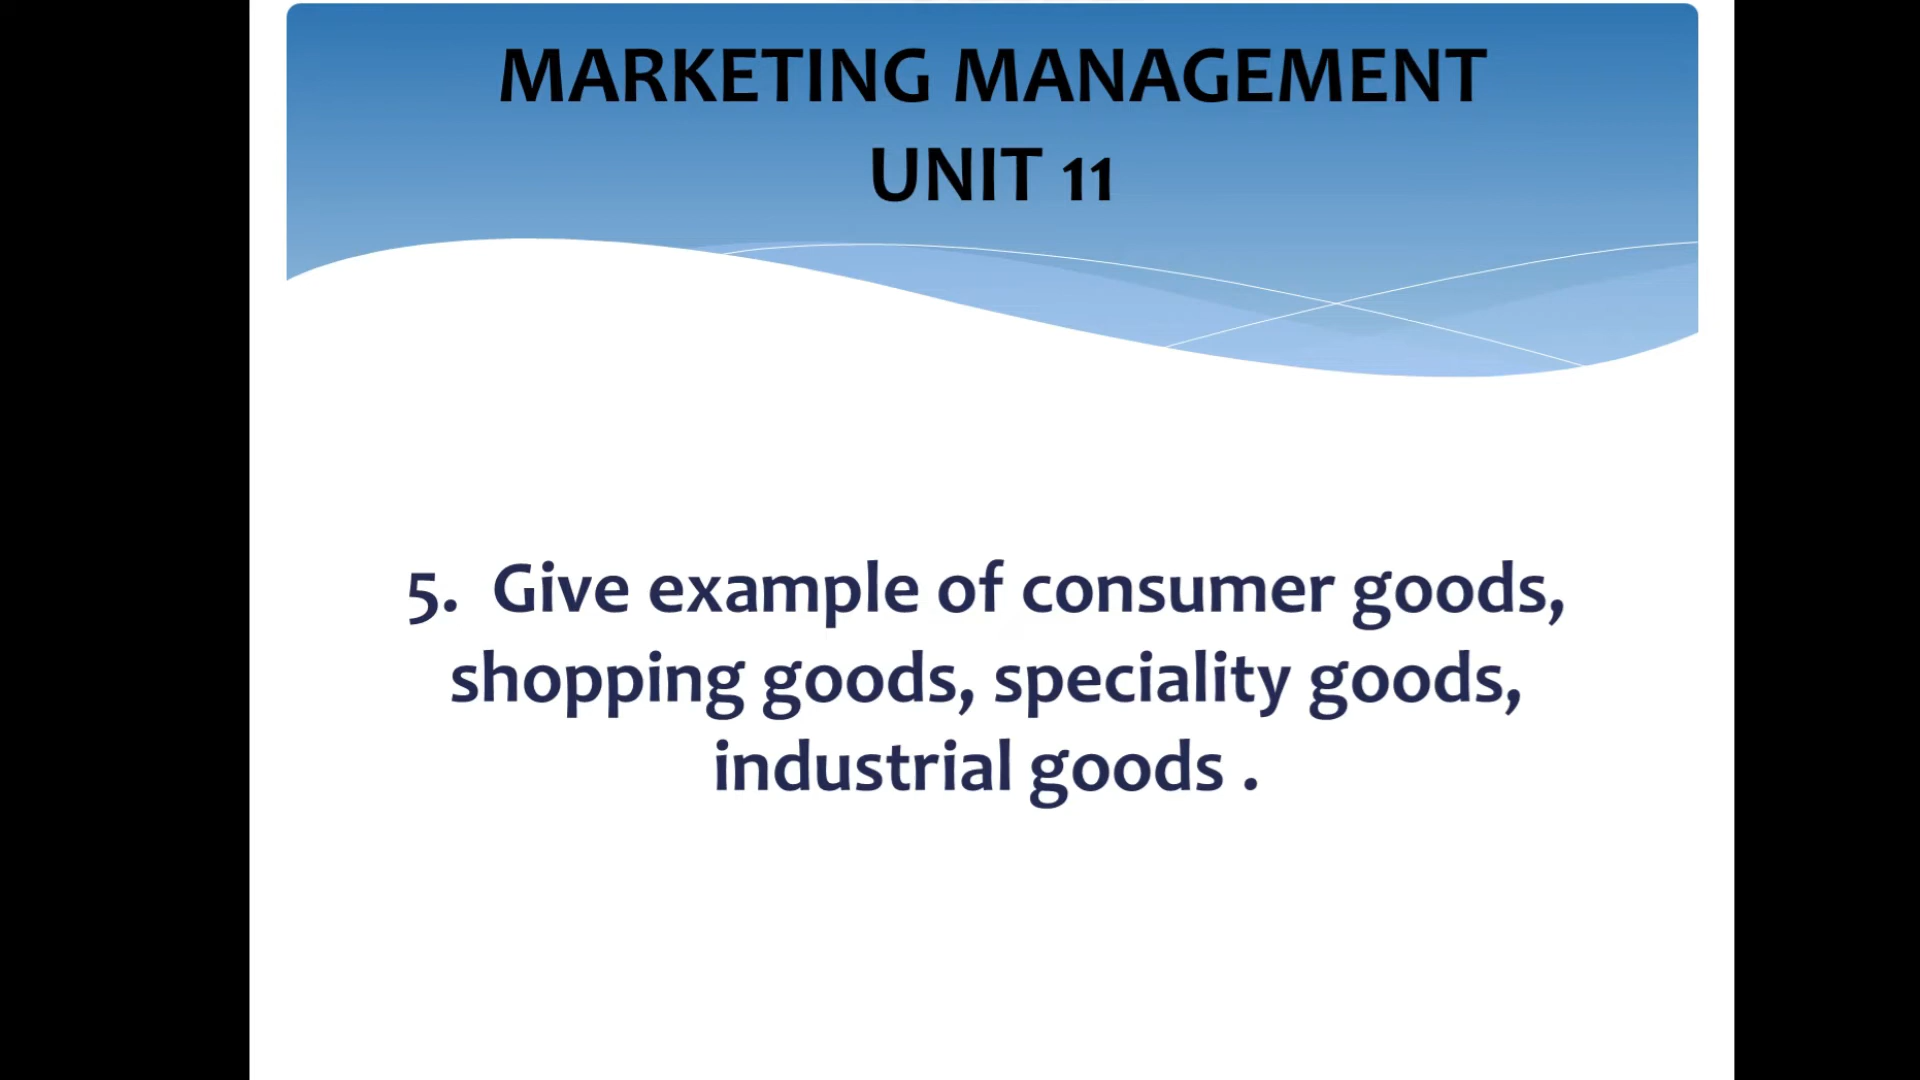 MARKETING MANAGEMENT
UNIT 11
5. Give example of consumer goods,
shopping goods, speciality goods,
industrial goods .